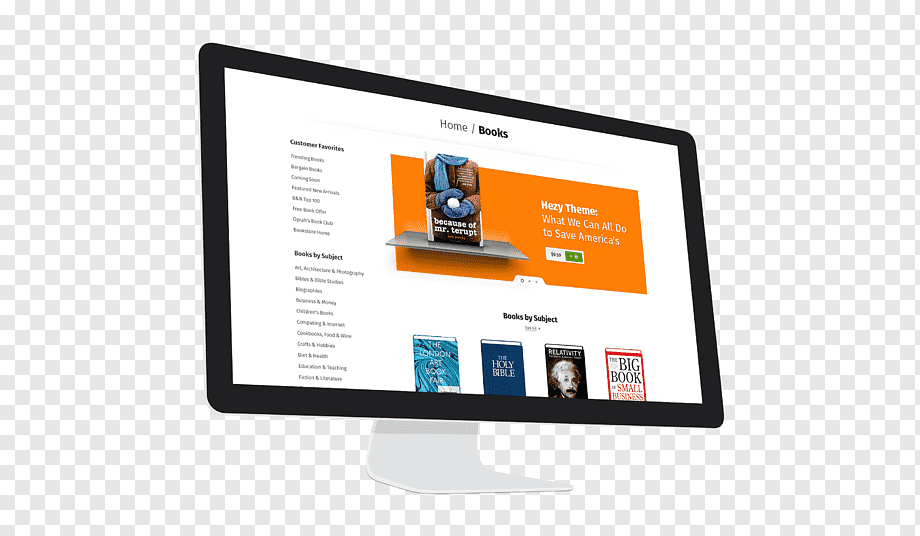 Home / Books
Customer Favorites
Trending Books
Bargain Books
Coming Soon
Featured New Arrivals
B&N Top 100
Free Book Offer
Oprah's Book Club
Bookstore Home
Books by Subject
Art, Architecture & Photography
Bibles & Bible Studies
Biographies
Business & Money
Children's Books
Computing & Internet
Cookbooks, Food & Wine
Crafts & Hobbies
Diet & Health
Education & Teaching
Fiction & Literature
because of
mr. terupt
Hezy Theme:
What We Can All Do
to Save America's
Books by Subject
See All
THE
LONDON
ART
BOOK
FAIR
THE
HOLY
BIBLE
RELATIVITY
THE BIG
BOOK
OF SMALL
BUSINESS